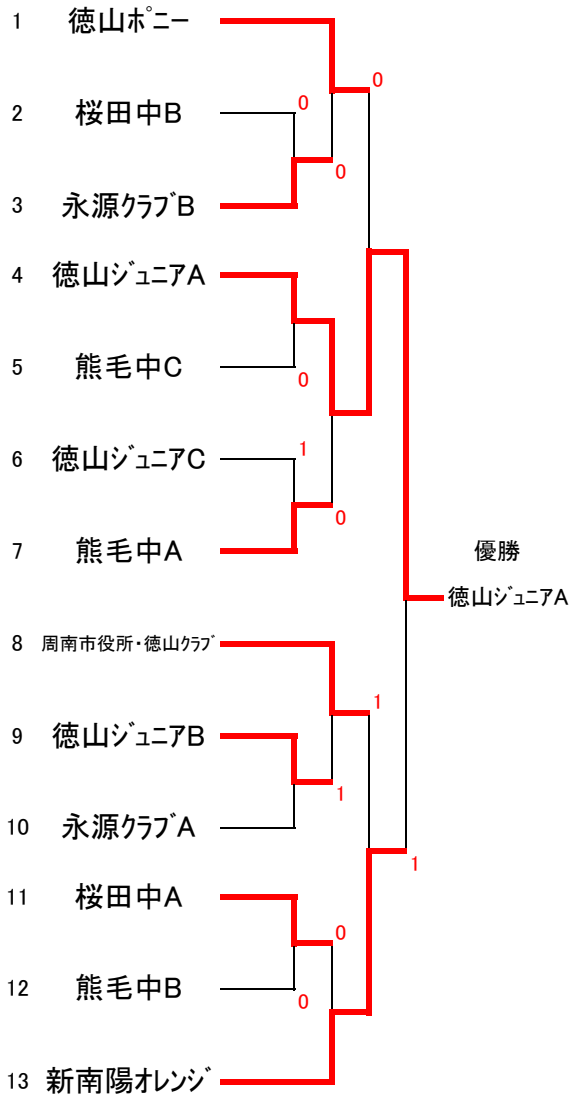 1 徳山ポニー
0
2 桜田中B
0
0
3 永源クラブB
4 徳山ジュニアA
5 熊毛中C
0
6 徳山ジュニアC
1
0
7 熊毛中A
優勝
徳山ジュニアA
8 周南市役所・徳山クラブ
1
9 徳山ジュニアB
1
10 永源クラブA
1
11 桜田中A
0
12 熊毛中B
0
13 新南陽オレンジ